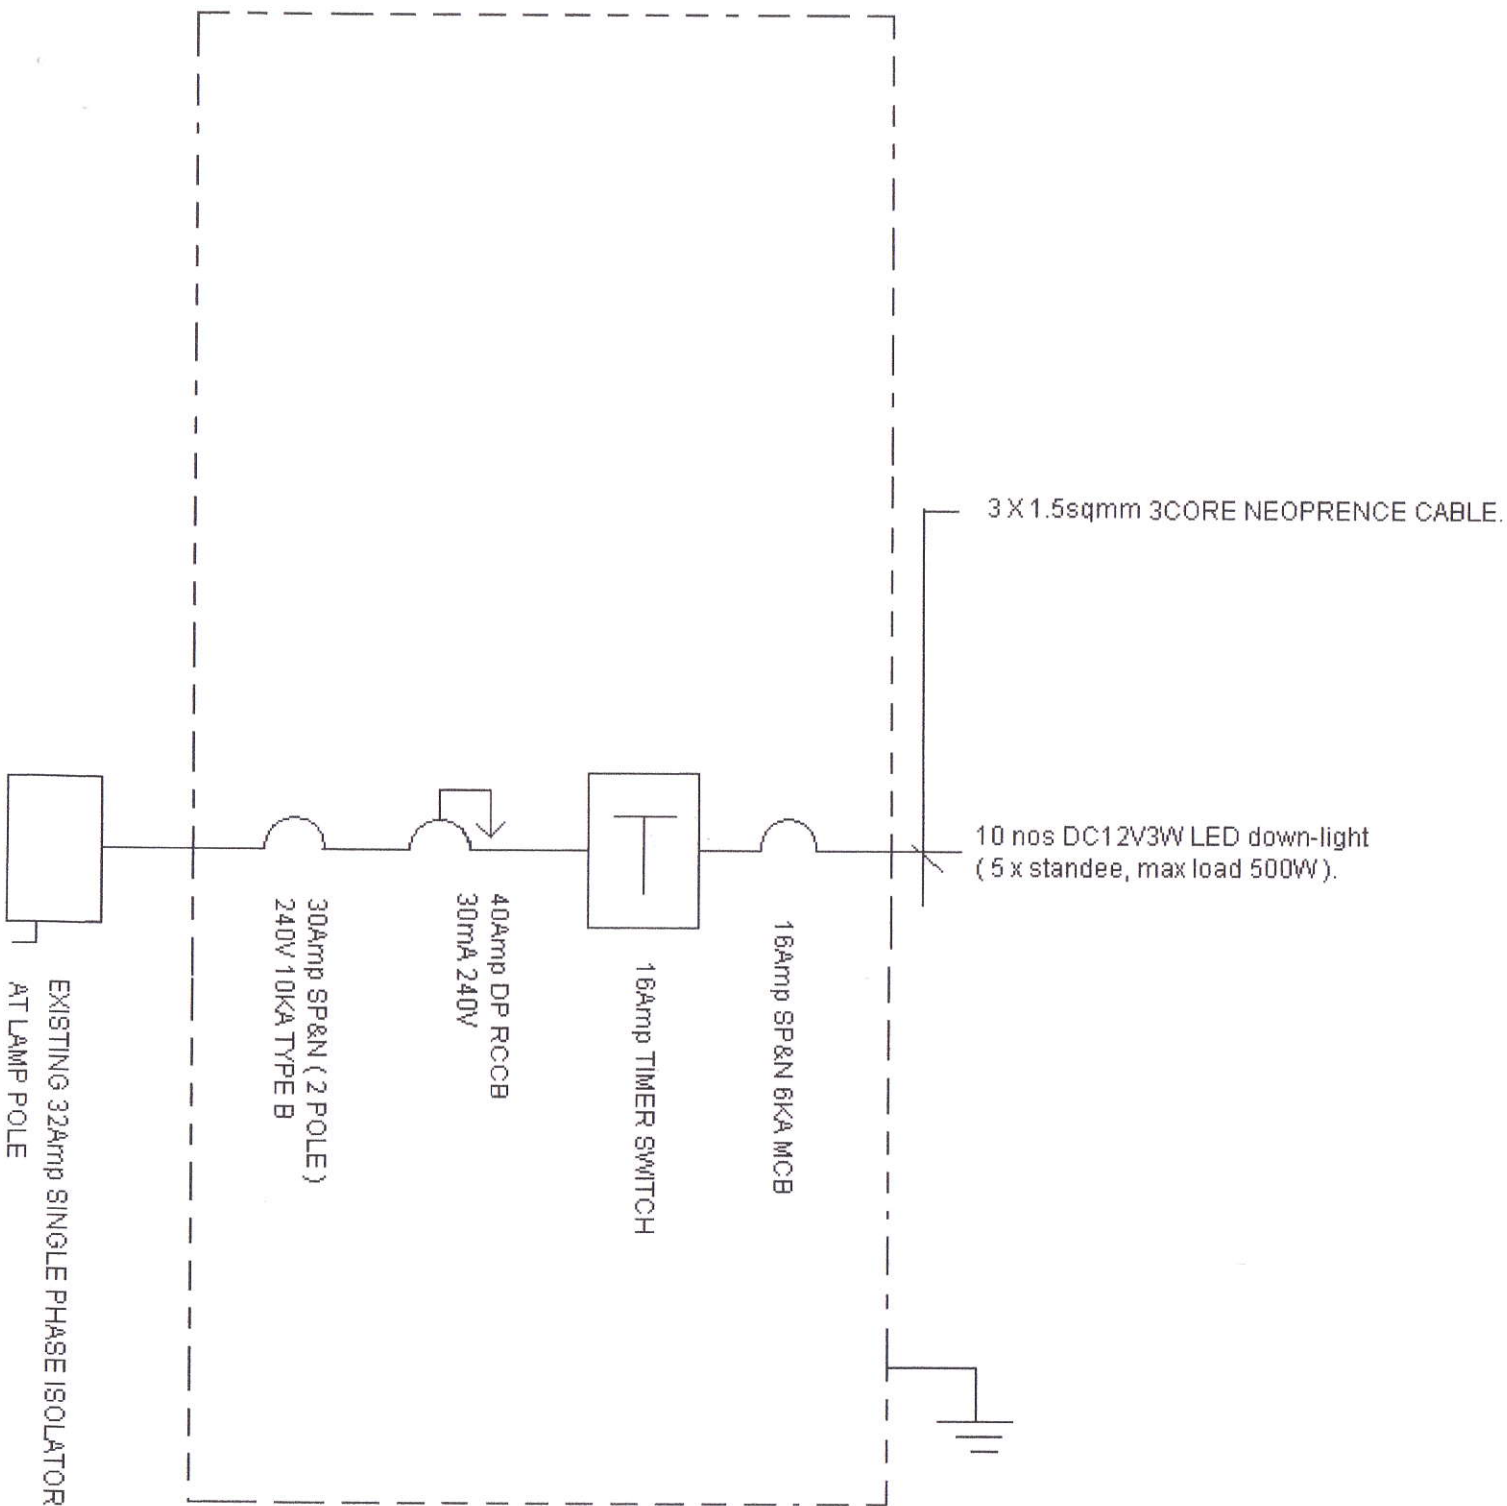 3 X 1.5sqmm 3CORE NEOPRENCE CABLE.
10 nos DC12V3W LED down-light
( 5 x standee, max load 500W ).
16Amp SP&N 6KA MCB
16Amp TIMER SWITCH
40Amp DP RCCB
30mA 240V
30Amp SP&N ( 2 POLE )
240V 10KA TYPE B
EXISTING 32Amp SINGLE PHASE ISOLATOR
AT LAMP POLE
T